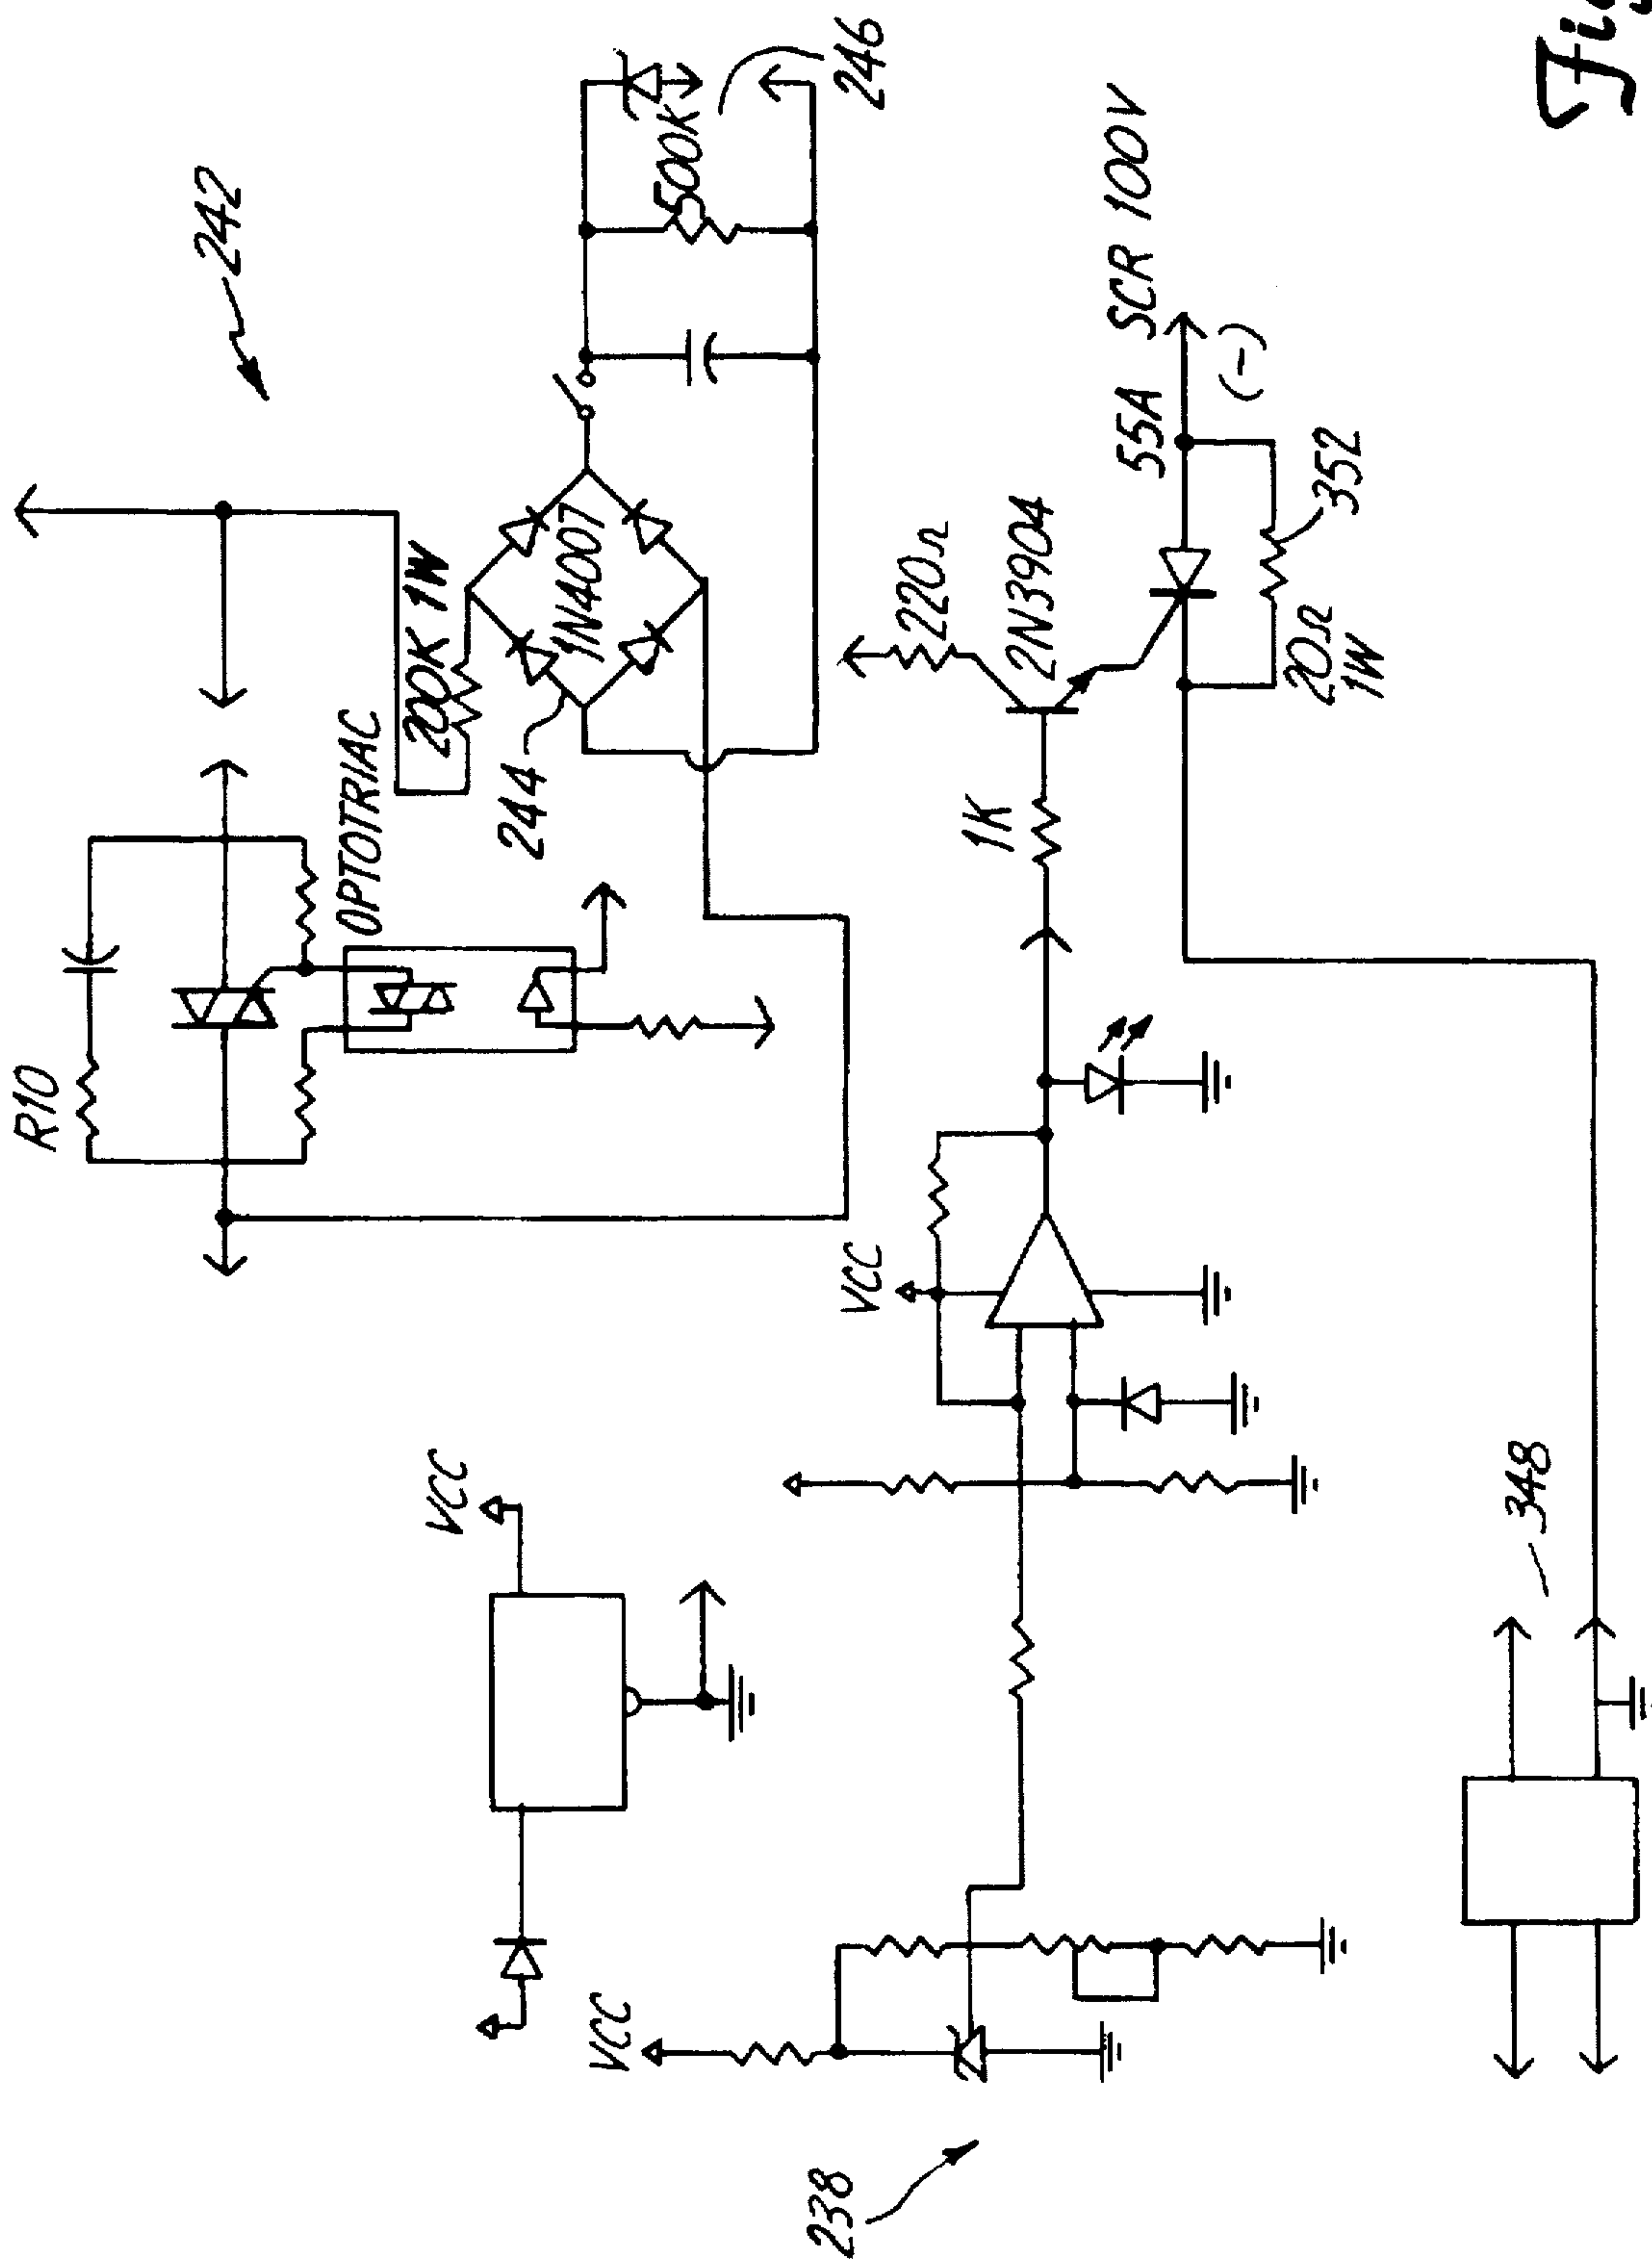 242
R10
OPTOTRIAC
200K 1W
1N4007
244
500K
246
VCC
VCC
VCC
220Ω
2N3904
1K
55A SCR 100V
(-)
20Ω
1W
352
238
348